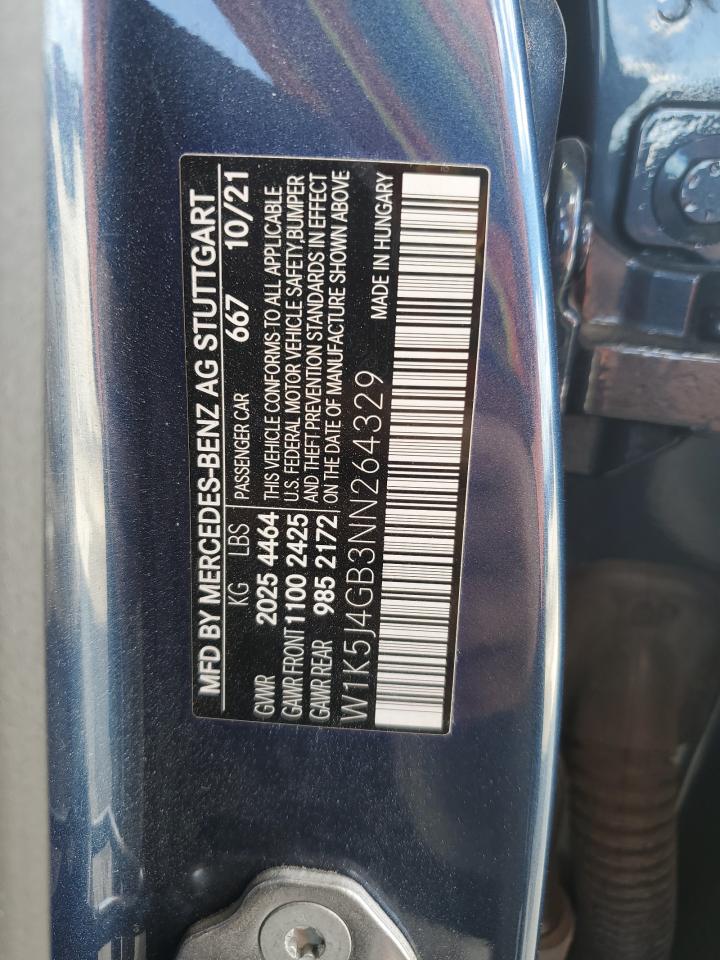 MFD BY MERCEDES-BENZ AG STUTTGART
KG LBS PASSENGER CAR 667 10/21
GVWR 2025 4464 THIS VEHICLE CONFORMS TO ALL APPLICABLE
GAWR FRONT 1100 2425 U.S. FEDERAL MOTOR VEHICLE SAFETY, BUMPER
GAWR REAR 985 2172 AND THEFT PREVENTION STANDARDS IN EFFECT
ON THE DATE OF MANUFACTURE SHOWN ABOVE
W1K5J4GB3NN264329 MADE IN HUNGARY